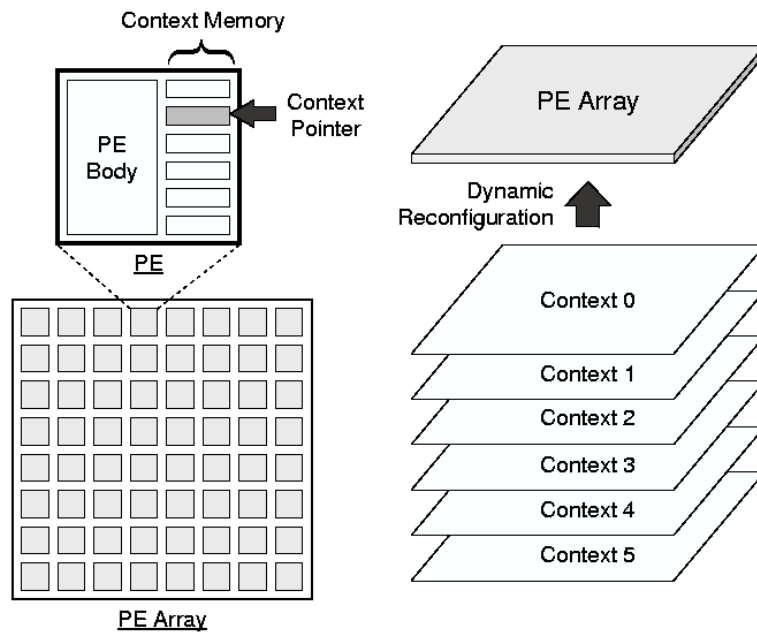 Context Memory
PE
Body
Context
Pointer
PE
PE Array
PE Array
Dynamic
Reconfiguration
Context 0
Context 1
Context 2
Context 3
Context 4
Context 5